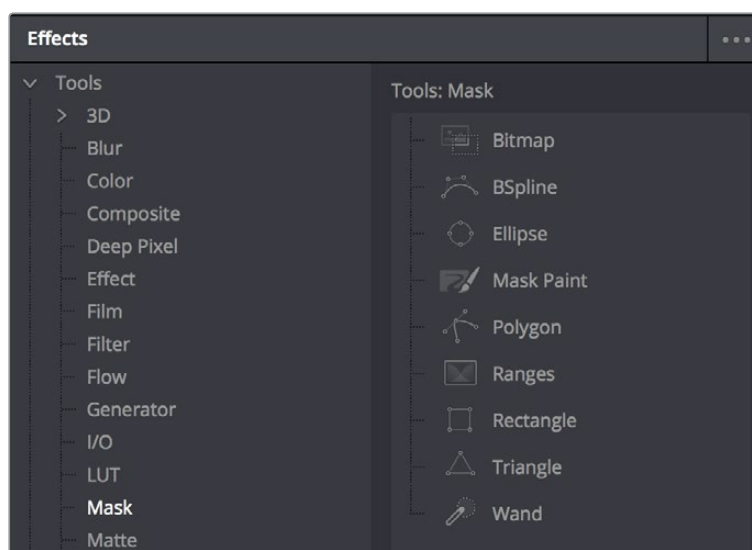 Effects
Tools
3D
Blur
Color
Composite
Deep Pixel
Effect
Film
Filter
Flow
Generator
I/O
LUT
Mask
Matte
Tools: Mask
Bitmap
BSpline
Ellipse
Mask Paint
Polygon
Ranges
Rectangle
Triangle
Wand